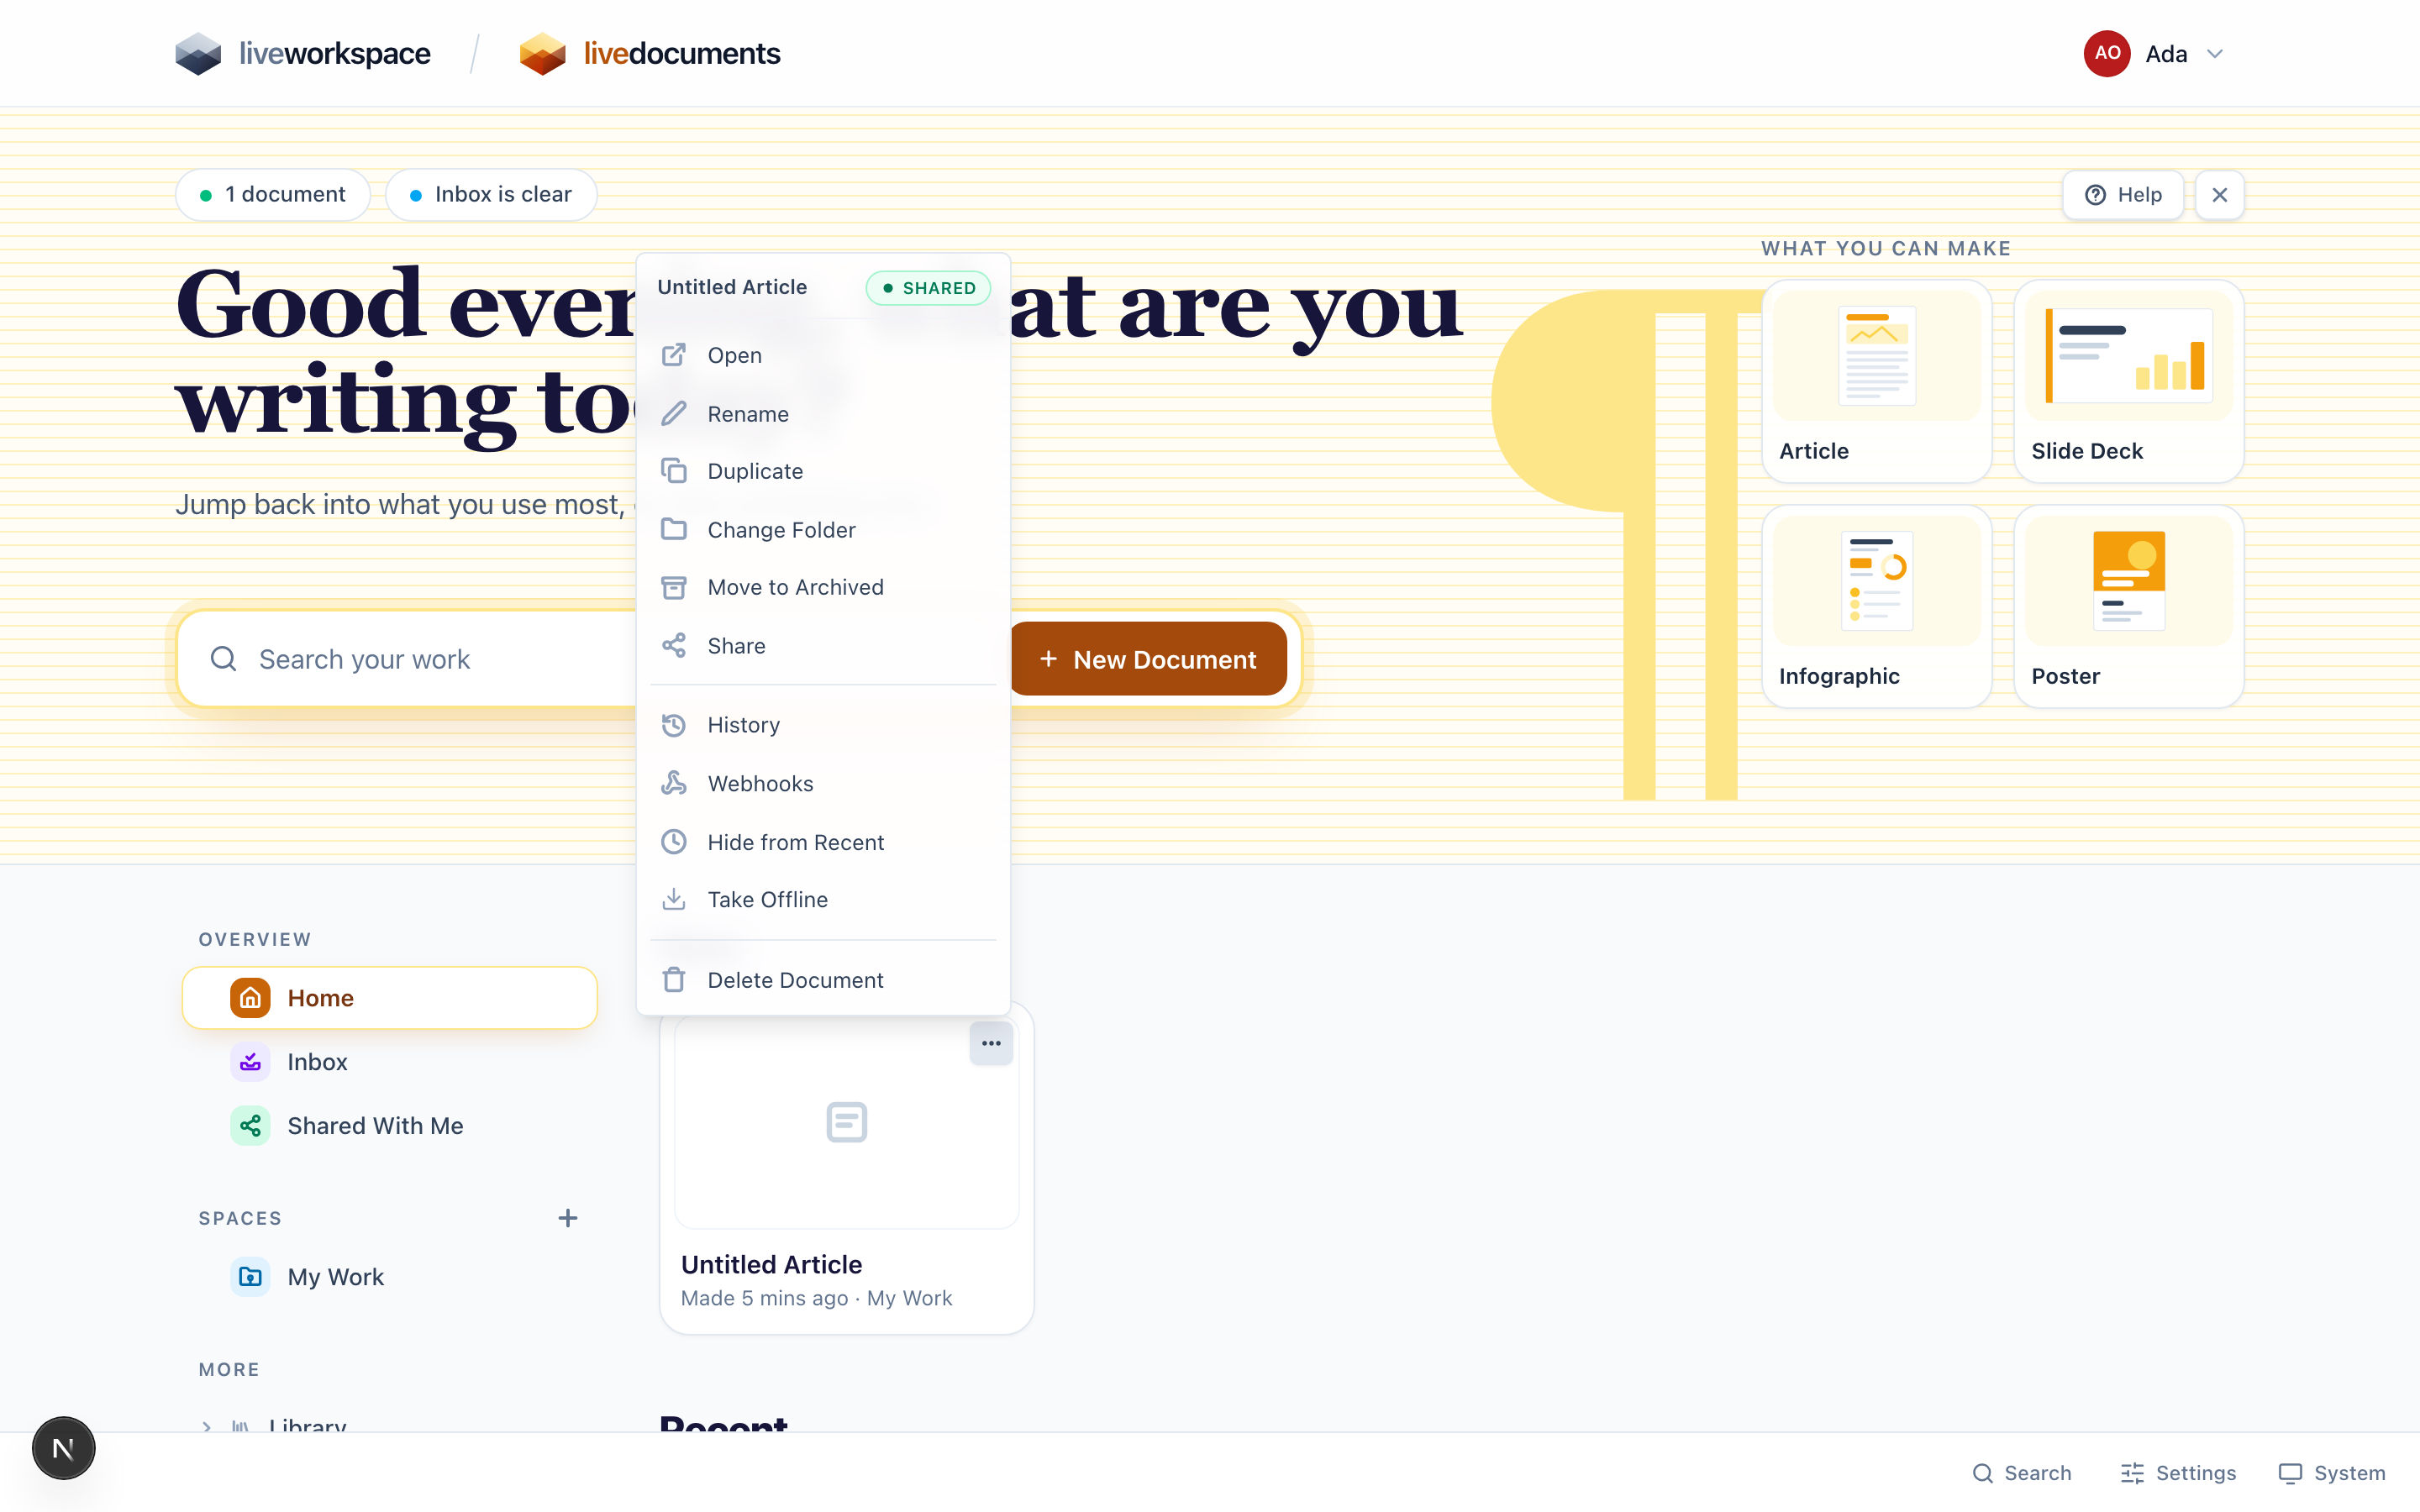 liveworkspace
livedocuments
AO
Ada
1 document
Inbox is clear
Help
WHAT YOU CAN MAKE
Good at are you
writing
Jump back into what you use most,
Search your work
+ New Document
Untitled Article
SHARED
Open
Rename
Duplicate
Change Folder
Move to Archived
Share
History
Webhooks
Hide from Recent
Take Offline
Delete Document
Article
Slide Deck
Infographic
Poster
¶
OVERVIEW
Home
Inbox
Shared With Me
SPACES
My Work
MORE
Library
Untitled Article
Made 5 mins ago · My Work
Recent
N
Search
Settings
System